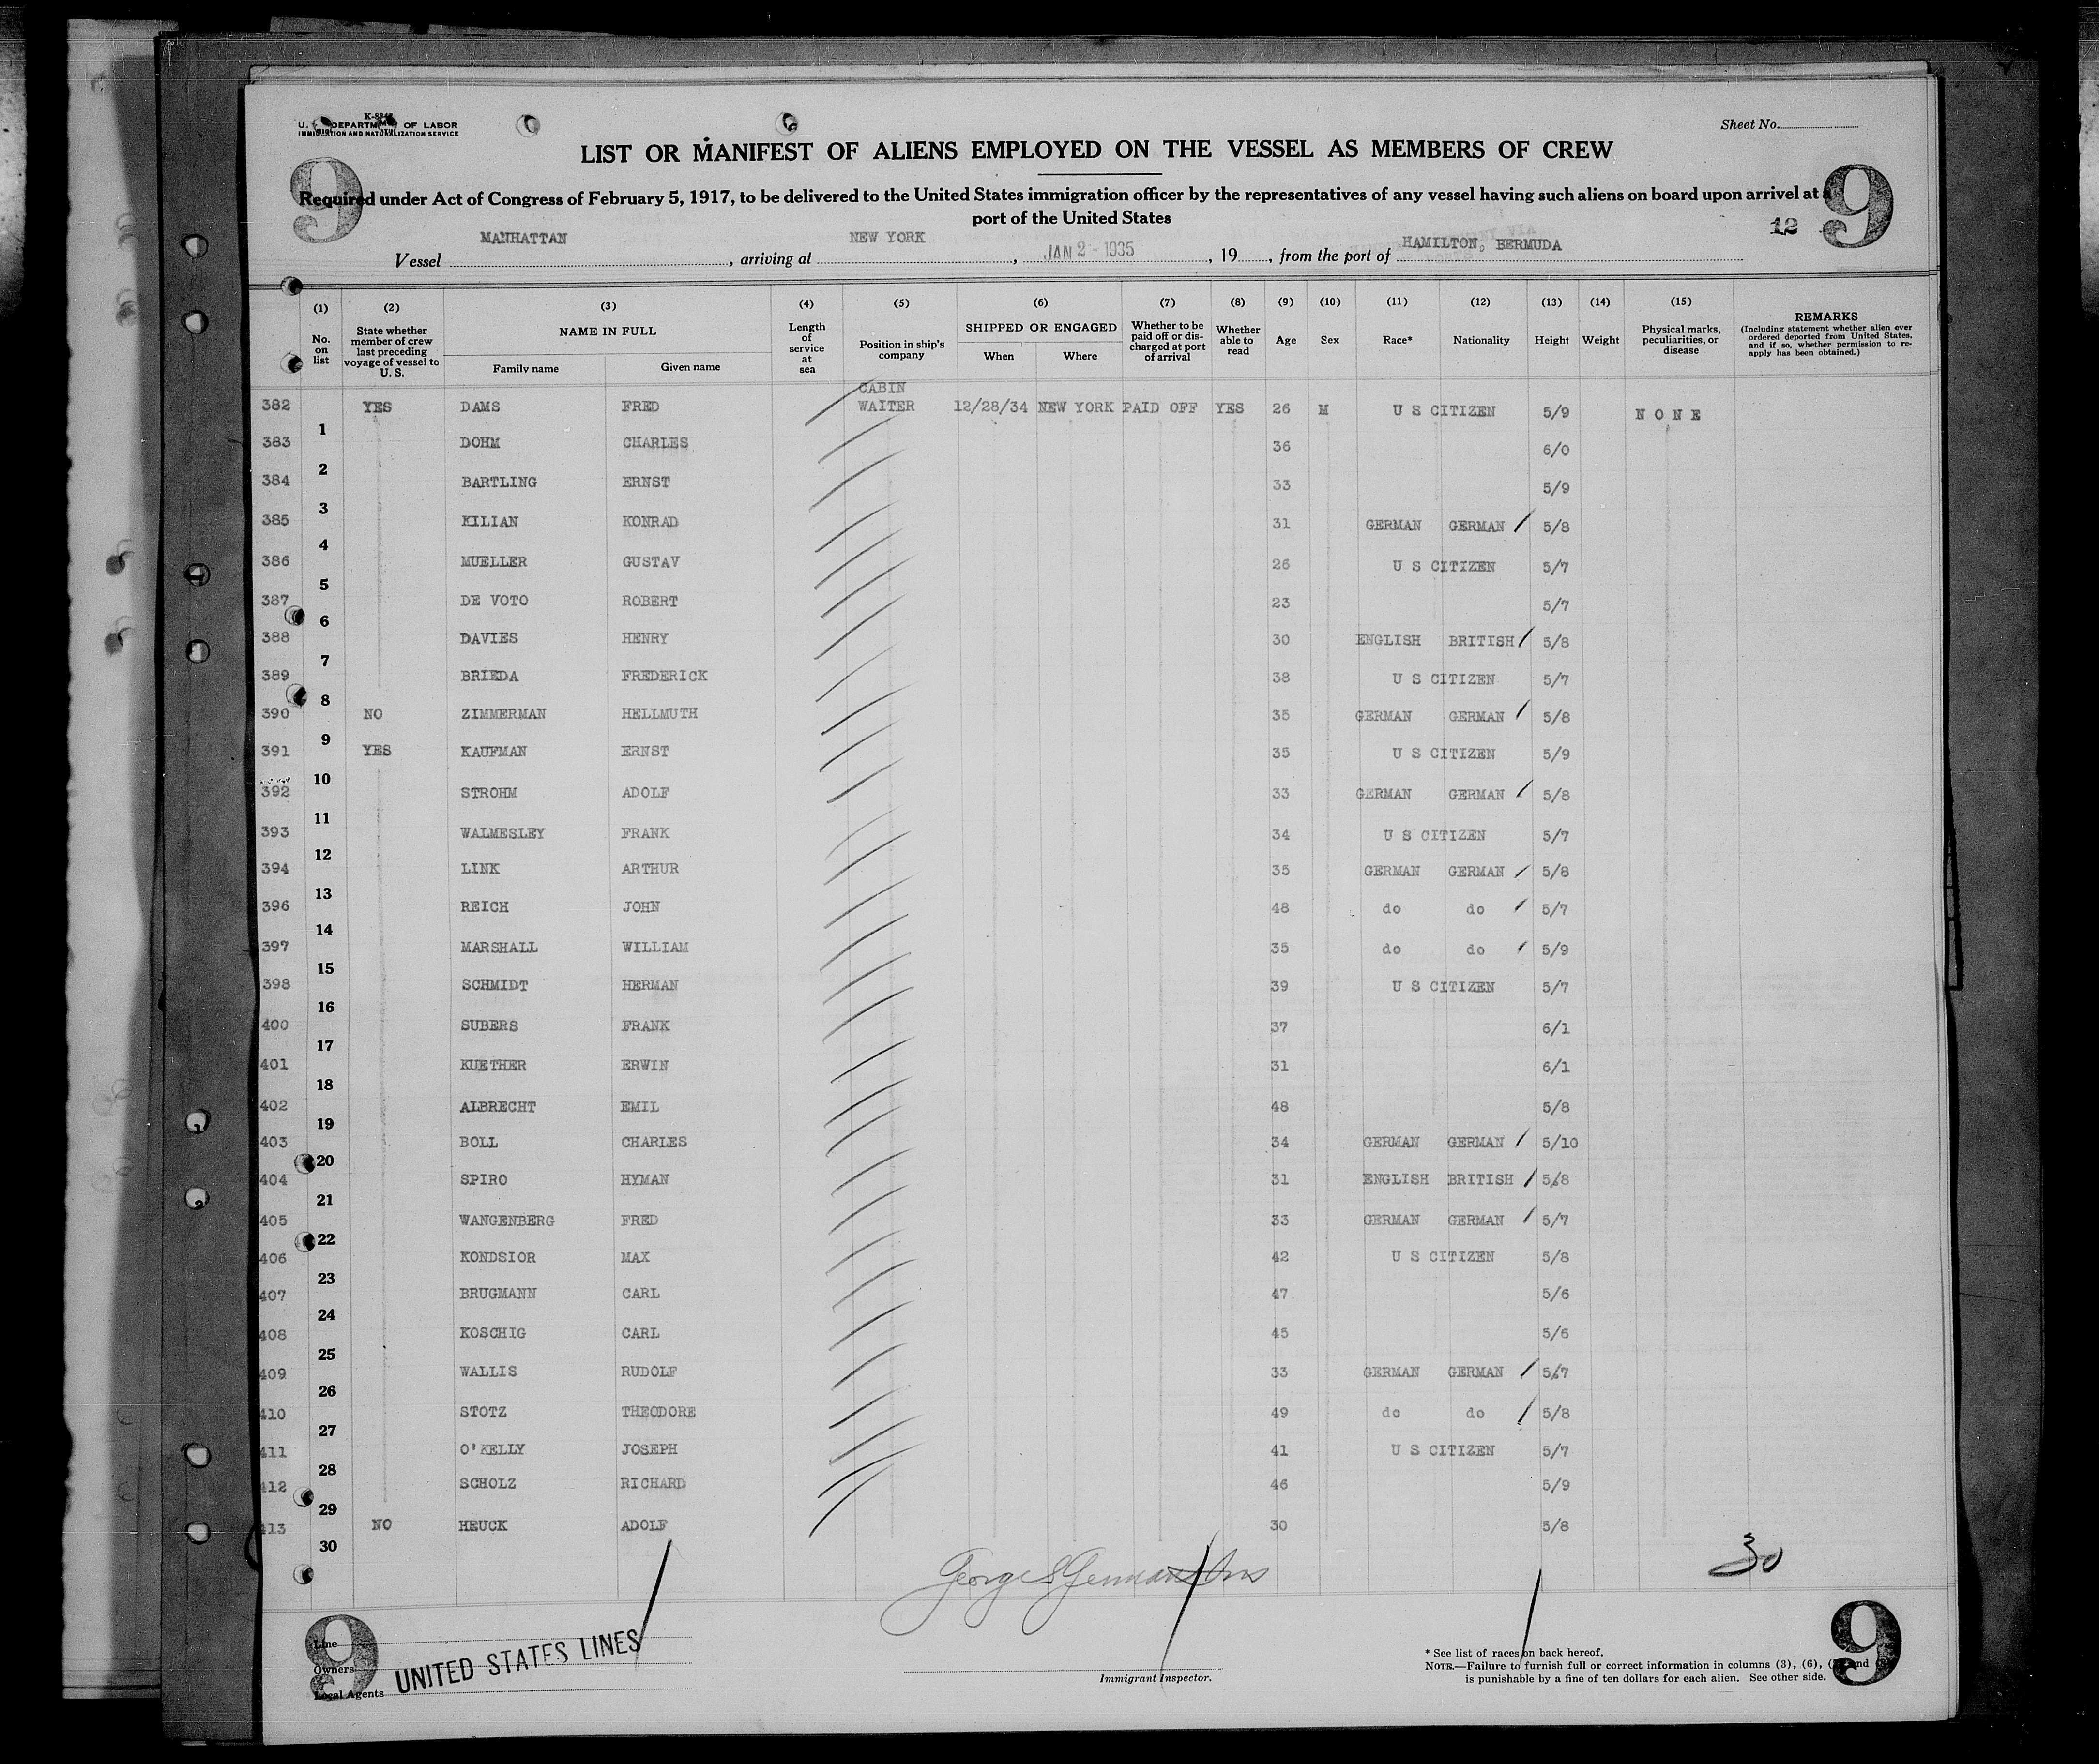 K-824
U. S. DEPARTMENT OF LABOR
IMMIGRATION AND NATURALIZATION SERVICE
Sheet No.
LIST OR MANIFEST OF ALIENS EMPLOYED ON THE VESSEL AS MEMBERS OF CREW
9 9
Required under Act of Congress of February 5, 1917, to be delivered to the United States immigration officer by the representatives of any vessel having such aliens on board upon arrival at a
port of the United States
12
Vessel MANHATTAN, arriving at NEW YORK, JAN 2 - 1935, 19, from the port of HAMILTON, BERMUDA
(1) No. on list (2) State whether member of crew last preceding voyage of vessel to U. S. (3) NAME IN FULL Family name Given name (4) Length of service at sea (5) Position in ship's company (6) SHIPPED OR ENGAGED When Where (7) Whether to be paid off or discharged at port of arrival (8) Whether able to read (9) Age (10) Sex (11) Race* (12) Nationality (13) Height (14) Weight (15) Physical marks, peculiarities, or disease REMARKS (Including statement whether alien ever ordered deported from United States, and if so, whether permission to reapply has been obtained.)
382 YES DAMS FRED CABIN WAITER 12/28/34 NEW YORK PAID OFF YES 26 M U S CITIZEN 5/9 NONE
1
383 DOHM CHARLES 36 6/0
2
384 BARTLING ERNST 33 5/9
3
385 KILIAN KONRAD 31 GERMAN GERMAN 5/8
4
386 MUELLER GUSTAV 26 U S CITIZEN 5/7
5
387 DE VOTO ROBERT 23 5/7
6
388 DAVIES HENRY 30 ENGLISH BRITISH 5/8
7
389 BRIEDA FREDERICK 38 U S CITIZEN 5/7
8
390 NO ZIMMERMAN HELLMUTH 35 GERMAN GERMAN 5/8
9
391 YES KAUFMAN ERNST 35 U S CITIZEN 5/9
10
392 STROHM ADOLF 33 GERMAN GERMAN 5/8
11
393 WALMESLEY FRANK 34 U S CITIZEN 5/7
12
394 LINK ARTHUR 35 GERMAN GERMAN 5/8
13
396 REICH JOHN 48 do do 5/7
14
397 MARSHALL WILLIAM 35 do do 5/9
15
398 SCHMIDT HERMAN 39 U S CITIZEN 5/7
16
400 SUBERS FRANK 37 6/1
17
401 KUETHER ERWIN 31 6/1
18
402 ALBRECHT EMIL 48 5/8
19
403 BOLL CHARLES 34 GERMAN GERMAN 5/10
20
404 SPIRO HYMAN 31 ENGLISH BRITISH 5/8
21
405 WANGENBERG FRED 33 GERMAN GERMAN 5/7
22
406 KONDSIOR MAX 42 U S CITIZEN 5/8
23
407 BRUGMANN CARL 47 5/6
24
408 KOSCHIG CARL 45 5/6
25
409 WALLIS RUDOLF 33 GERMAN GERMAN 5/7
26
410 STOTZ THEODORE 49 do do 5/8
27
411 O'KELLY JOSEPH 41 U S CITIZEN 5/7
28
412 SCHOLZ RICHARD 46 5/9
29
413 NO HEUCK ADOLF 30 5/8
30
30
George
9 9
Line
Owners
Local Agents
UNITED STATES LINES
Immigrant Inspector.
* See list of races on back hereof.
NOTE.—Failure to furnish full or correct information in columns (3), (6), and
is punishable by a fine of ten dollars for each alien. See other side.